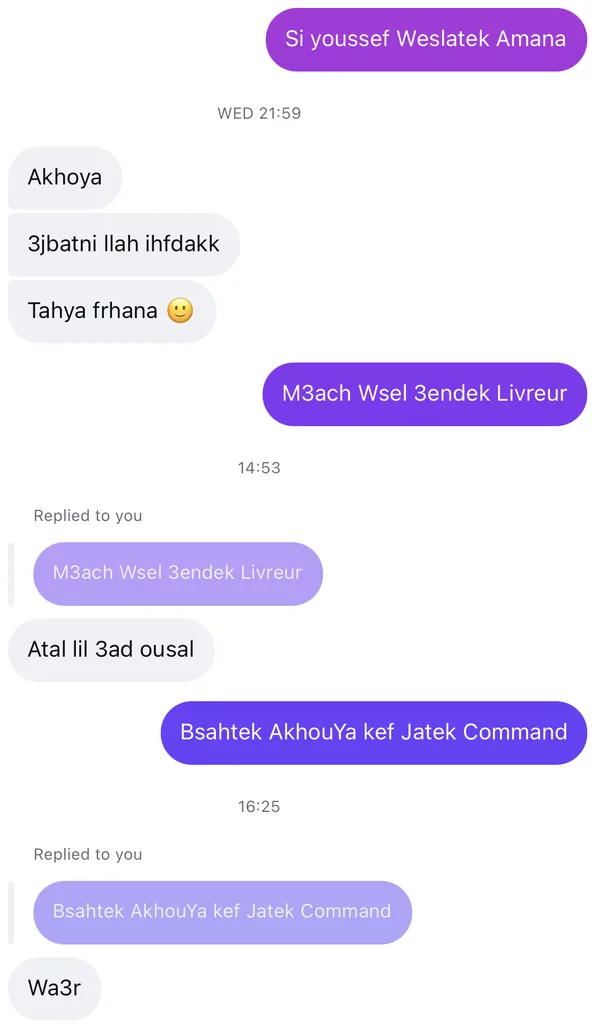 Si youssef Weslatek Amana
WED 21:59
Akhoya
3jbatni llah ihfdakk
Tahya frhana 🙂
M3ach Wsel 3endek Livreur
14:53
Replied to you
M3ach Wsel 3endek Livreur
Atal lil 3ad ousal
Bsahtek AkhouYa kef Jatek Command
16:25
Replied to you
Bsahtek AkhouYa kef Jatek Command
Wa3r